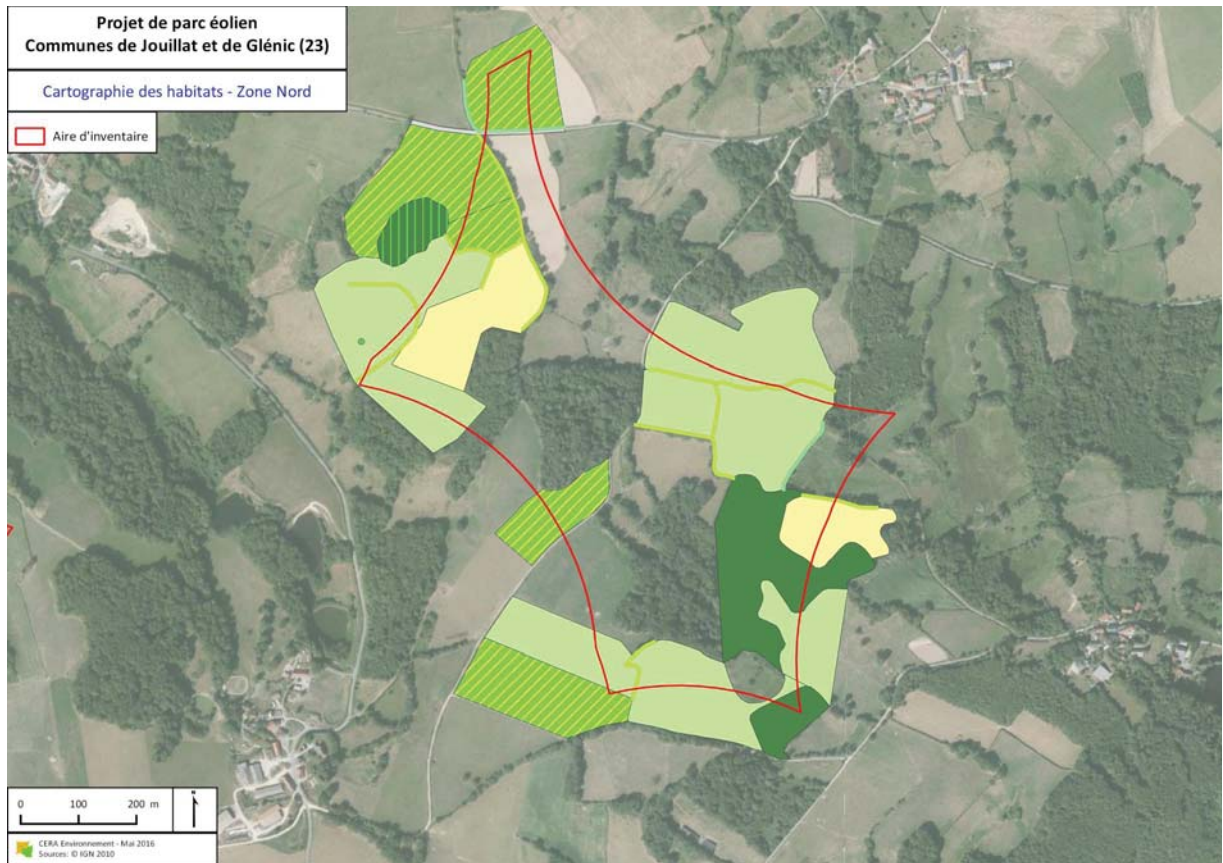 Projet de parc éolien
Communes de Jouillat et de Glénic (23)
Cartographie des habitats - Zone Nord
Aire d'inventaire
0 100 200 m
N
CERA Environnement - Mai 2016
Sources: © IGN 2010